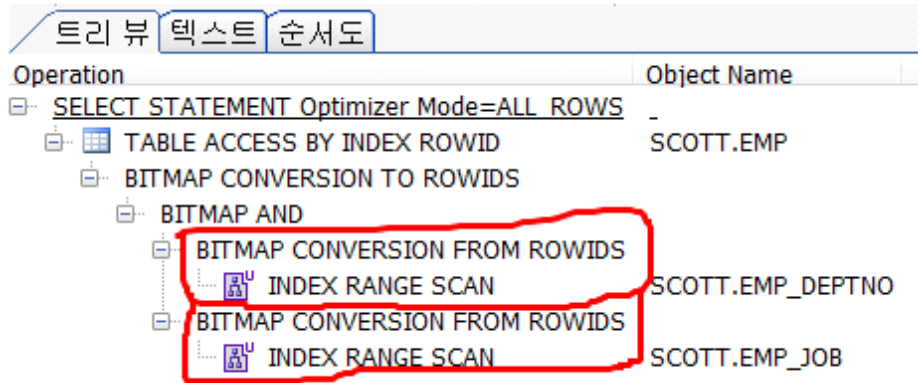 트리 뷰 텍스트 순서도
Operation Object Name
SELECT STATEMENT Optimizer Mode=ALL_ROWS
TABLE ACCESS BY INDEX ROWID SCOTT.EMP
BITMAP CONVERSION TO ROWIDS
BITMAP AND
BITMAP CONVERSION FROM ROWIDS
INDEX RANGE SCAN SCOTT.EMP_DEPTNO
BITMAP CONVERSION FROM ROWIDS
INDEX RANGE SCAN SCOTT.EMP_JOB